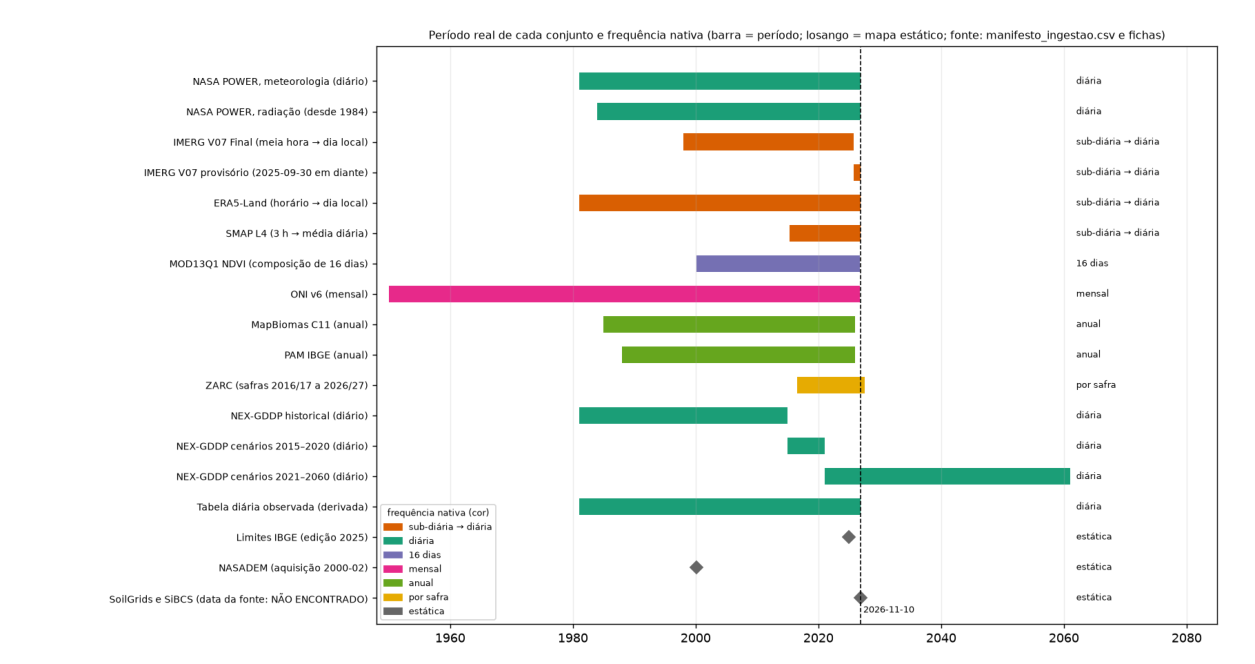 Período real de cada conjunto e frequência nativa (barra = período; losango = mapa estático; fonte: manifesto_ingestao.csv e fichas)
NASA POWER, meteorologia (diário) diária
NASA POWER, radiação (desde 1984) diária
IMERG V07 Final (meia hora → dia local) sub-diária → diária
IMERG V07 provisório (2025-09-30 em diante) sub-diária → diária
ERA5-Land (horário → dia local) sub-diária → diária
SMAP L4 (3 h → média diária) sub-diária → diária
MOD13Q1 NDVI (composição de 16 dias) 16 dias
ONI v6 (mensal) mensal
MapBiomas C11 (anual) anual
PAM IBGE (anual) anual
ZARC (safras 2016/17 a 2026/27) por safra
NEX-GDDP historical (diário) diária
NEX-GDDP cenários 2015–2020 (diário) diária
NEX-GDDP cenários 2021–2060 (diário) diária
Tabela diária observada (derivada) diária
Limites IBGE (edição 2025) estática
NASADEM (aquisição 2000-02) estática
SoilGrids e SiBCS (data da fonte: NÃO ENCONTRADO) estática
frequência nativa (cor)
sub-diária → diária
diária
16 dias
mensal
anual
por safra
estática
2026-11-10
1960 1980 2000 2020 2040 2060 2080